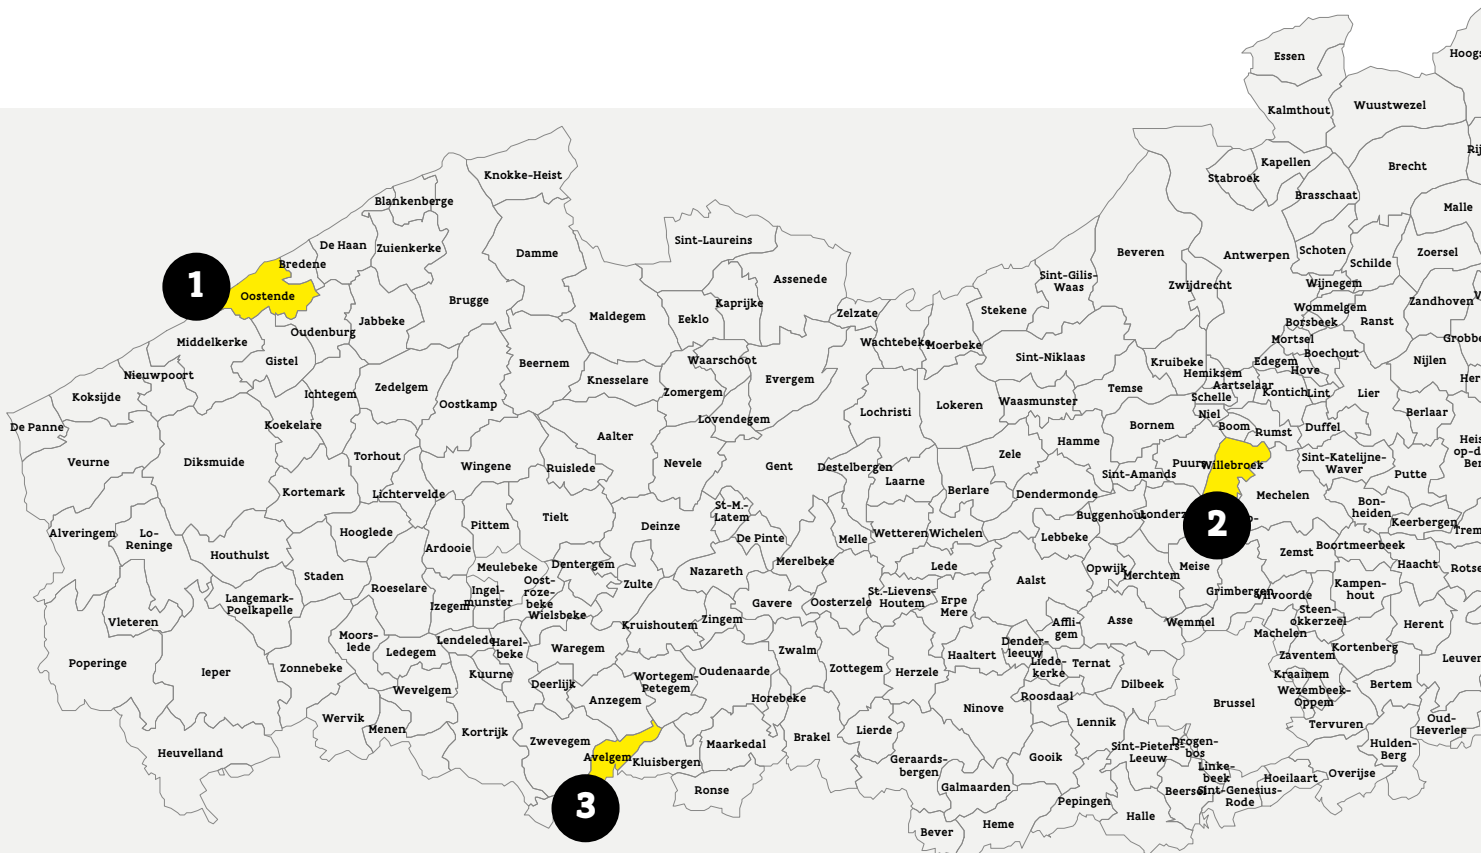 Essen
Hoogs
Kalmthout
Wuustwezel
Kapellen
Brecht
Rij
Stabroek
Brasschaat
Malle
Knokke-Heist
Blankenberge
De Haan
Zuienkerke
Damme
Sint-Laureins
Assenede
Beveren
Antwerpen
Schoten
Schilde
Zoersel
Bredene
1
Oostende
Brugge
Kaprijke
Sint-Gilis-
Waas
Zwijdrecht
Wijnegem
Zandhoven
V
Wommelgem
Borsbeek
Ranst
Oudenburg
Jabbeke
Maldegem
Eeklo
Zelzate
Stekene
Middelkerke
Wachtebeke
Moerbeke
Mortsel
Boechout
Grobbe
Gistel
Beernem
Waarschoot
Sint-Niklaas
Kruibeke
Edegem
Hove
Nijlen
Nieuwpoort
Zedelgem
Knesselare
Evergem
Hemiksem
Aartselaar
Her
Koksijde
Ichtegem
Oostkamp
Zomergem
Lochristi
Lokeren
Waasmunster
Temse
Schelle
Kontich
Lint
Lier
De Panne
Koekelare
Lovendegem
Niel
Berlaar
Bornem
Boom
Rumst
Duffel
Aalter
Hamme
Heis
op-d
Ber
Veurne
Diksmuide
Torhout
Wingene
Ruislede
Nevele
Gent
Destelbergen
Zele
Puurs
Willebroek
Sint-Katelijne-
Waver
Putte
Laarne
Sint-Amands
Kortemark
Lichtervelde
Berlare
Dendermonde
Mechelen
Bon-
heiden
St-M.-
Latem
Tielt
Pittem
Deinze
Buggenhout
Londerz
2
o-
Keerbergen
Trem
Alveringem
Lo-
Reninge
Hooglede
De Pinte
Melle
Wetteren
Wichelen
Lebbeke
Houthulst
Ardooie
Zemst
Boortmeerbeek
Meulebeke
Dentergem
Nazareth
Merelbeke
Lede
Aalst
Opwijk
Merchtem
Meise
Haacht
Rotse
Staden
Roeselare
Oost-
roze-
beke
Zulte
Ingel-
munster
Izegem
Grimbergen
Vilvoorde
Kampen-
hout
Langemark-
Poelkapelle
Wielsbeke
Gavere
Oosterzele
St.-Lievens-
Houtem
Erpe
Mere
Steen-
okkerzeel
Vleteren
Kruishoutem
Zingem
Affli-
gem
Asse
Wemmel
Machelen
Herent
Moors-
lede
Lendelede
Harel-
beke
Waregem
Zwalm
Haaltert
Dender-
leeuw
Zaventem
Kortenberg
Leuven
Ledegem
Poperinge
Ieper
Zonnebeke
Kuurne
Deerlijk
Wortegem-
Petegem
Oudenaarde
Zottegem
Herzele
Liede-
kerke
Ternat
Dilbeek
Kraainem
Bertem
Wevelgem
Anzegem
Horebeke
Roosdaal
Wezembeek-
Oppem
Wervik
Menen
Kortrijk
Ninove
Lennik
Brussel
Tervuren
Oud-
Heverlee
Heuvelland
Zwevegem
Avelgem
Kluisbergen
Maarkedal
Brakel
Lierde
Geraards-
bergen
Gooik
Sint-Pieters-
Leeuw
Drogen-
bos
Hulden-
Berg
Linke-
beek
Hoeilaart
Overijse
Ronse
Galmaarden
Pepingen
Beersel
Sint-Genesius-
Rode
3
Bever
Heme
Halle